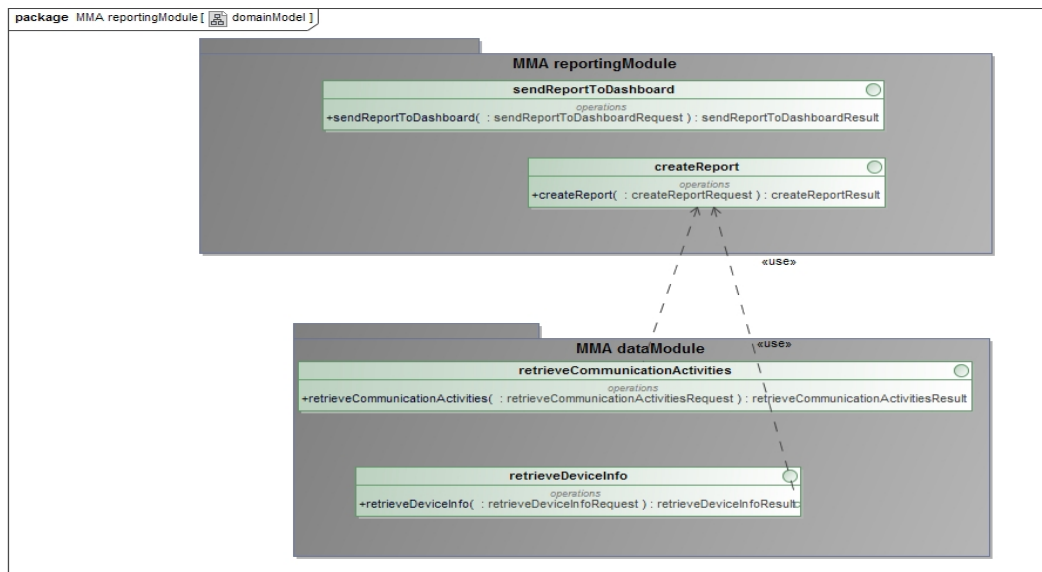 package MMA reportingModule [ domainModel ]
MMA reportingModule
sendReportToDashboard
operations
+sendReportToDashboard( : sendReportToDashboardRequest ) : sendReportToDashboardResult
createReport
operations
+createReport( : createReportRequest ) : createReportResult
«use»
«use»
MMA dataModule
retrieveCommunicationActivities
operations
+retrieveCommunicationActivities( : retrieveCommunicationActivitiesRequest ) : retrieveCommunicationActivitiesResult
retrieveDeviceInfo
operations
+retrieveDeviceInfo( : retrieveDeviceInfoRequest ) : retrieveDeviceInfoResult